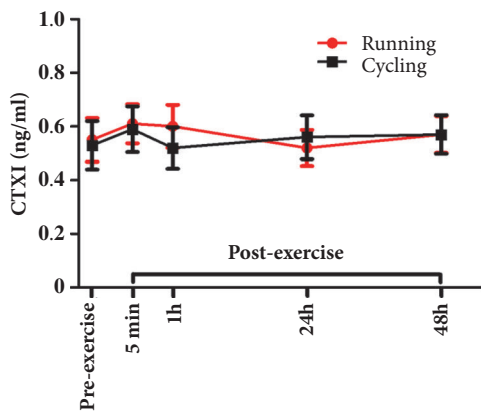 CTXI (ng/ml)
1.0
0.8
0.6
0.4
0.2
0
Running
Cycling
Post-exercise
Pre-exercise
5 min
1h
24h
48h